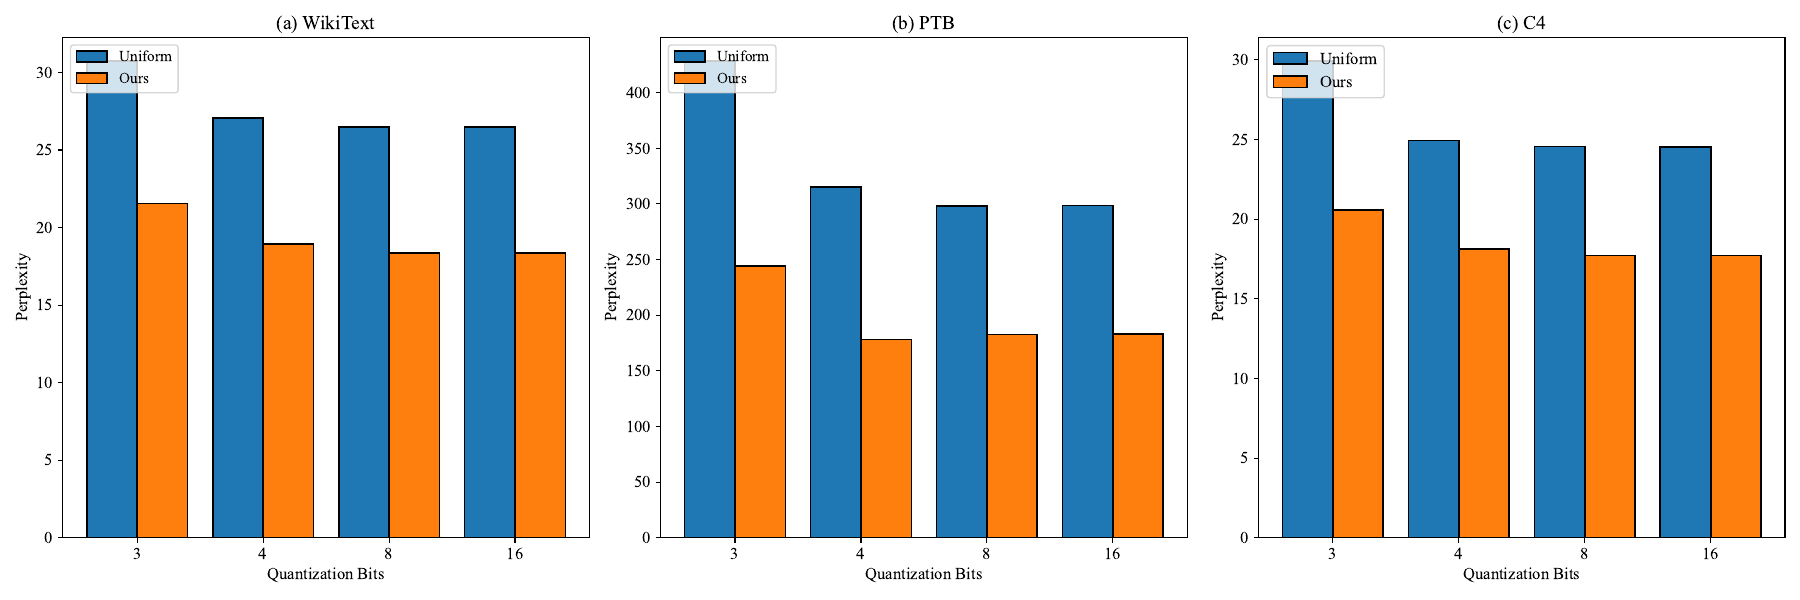 (a) WikiText
Uniform
Ours
30
25
20
15
10
5
0
Perplexity
3 4 8 16
Quantization Bits
(b) PTB
Uniform
Ours
400
350
300
250
200
150
100
50
0
Perplexity
3 4 8 16
Quantization Bits
(c) C4
Uniform
Ours
30
25
20
15
10
5
0
Perplexity
3 4 8 16
Quantization Bits